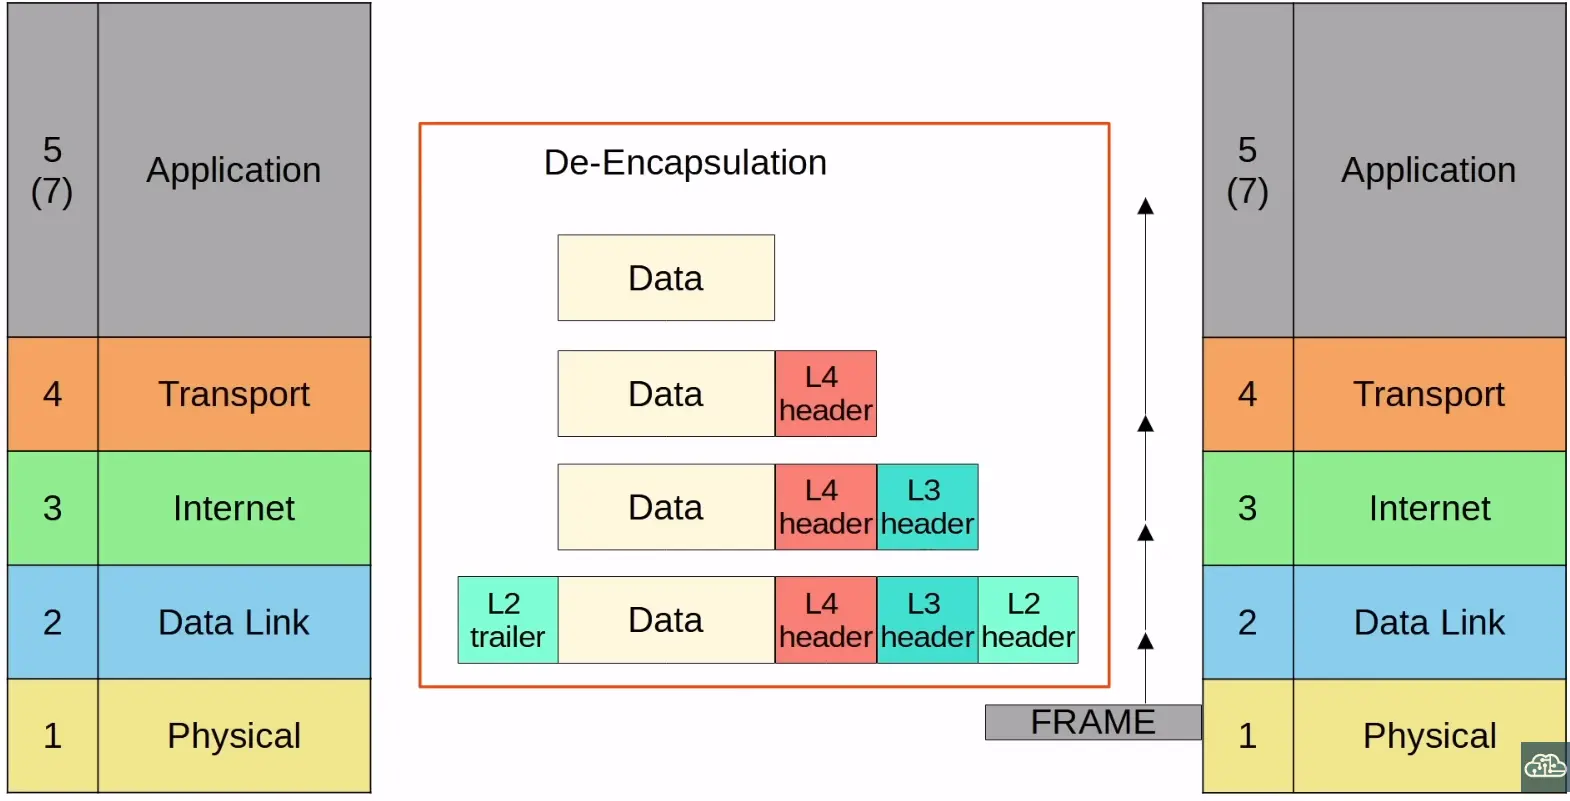 5
(7)
Application
4
Transport
3
Internet
2
Data Link
1
Physical
De-Encapsulation
Data
Data
L4
header
Data
L4
header
L3
header
L2
trailer
Data
L4
header
L3
header
L2
header
FRAME
5
(7)
Application
4
Transport
3
Internet
2
Data Link
1
Physical